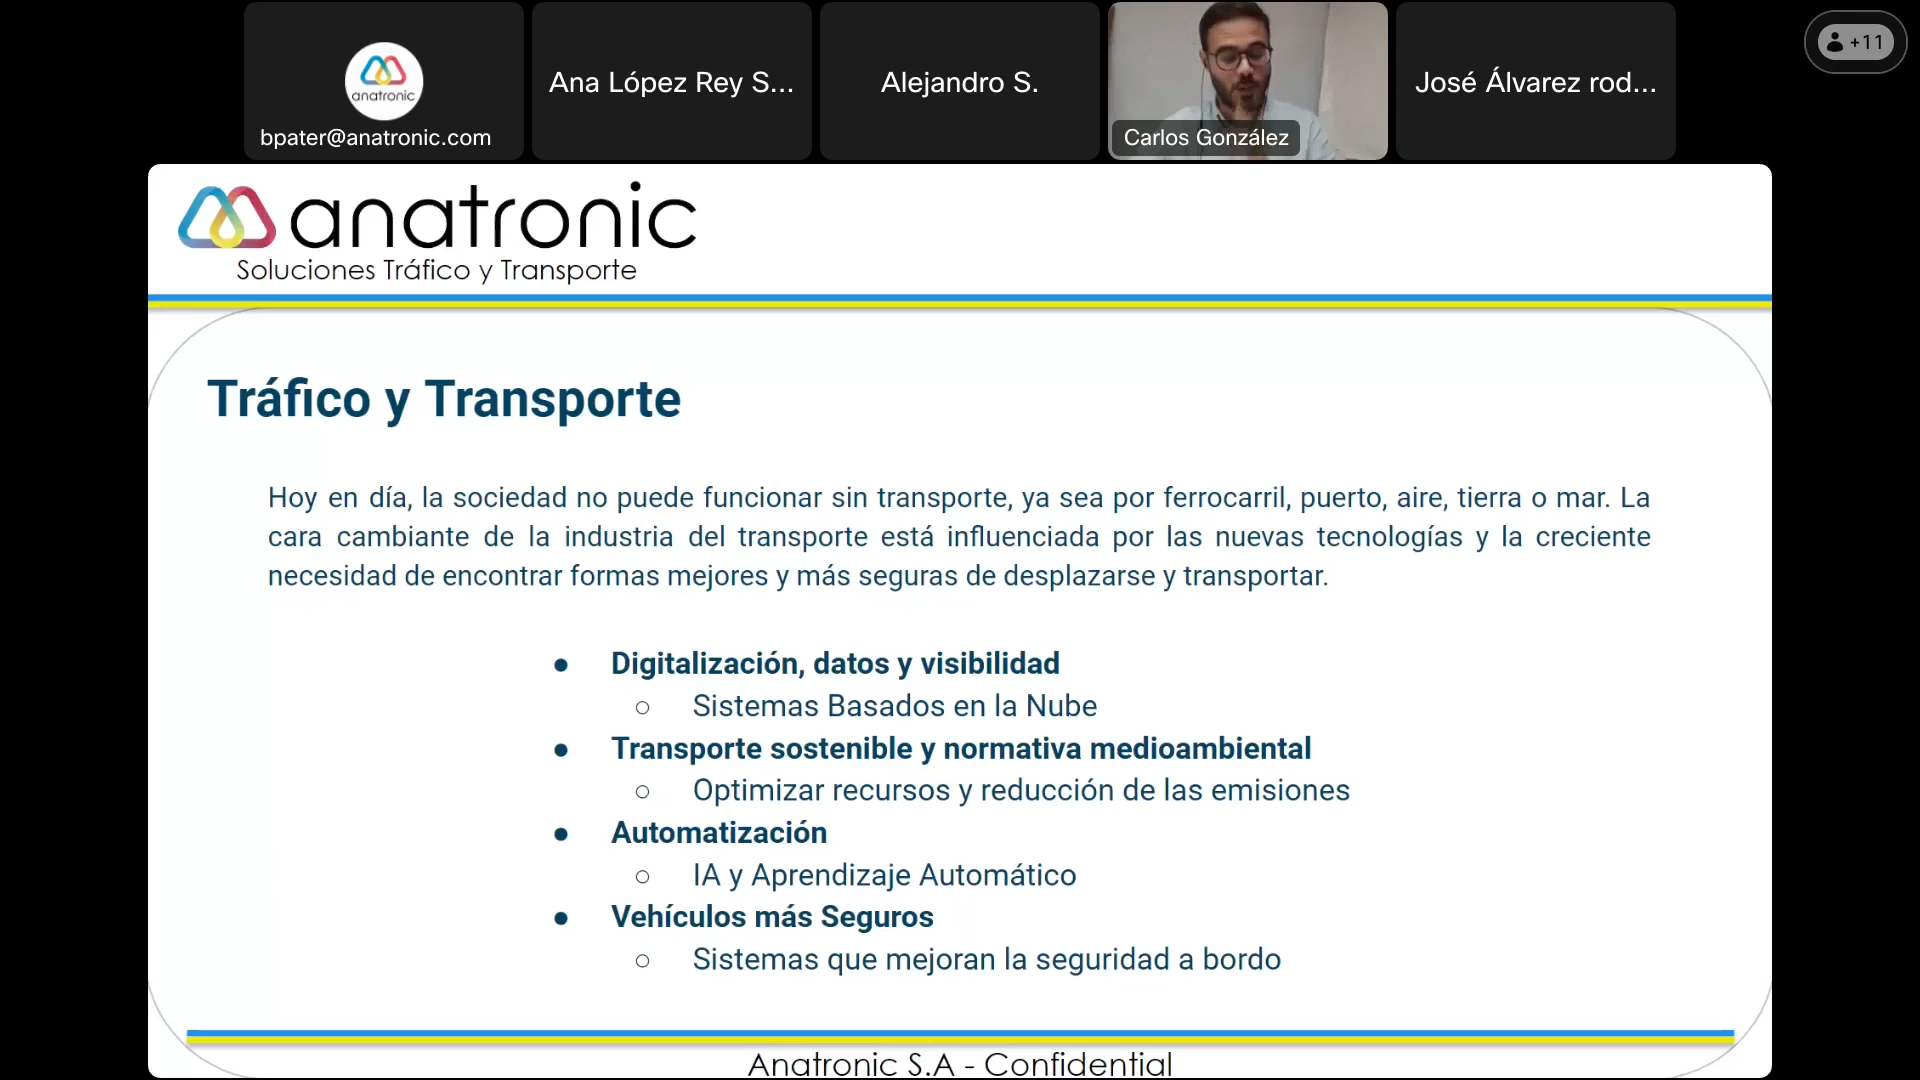 anatronic
bpater@anatronic.com
Ana López Rey S...
Alejandro S.
Carlos González
José Álvarez rod...
+11
anatronic
Soluciones Tráfico y Transporte
Tráfico y Transporte
Hoy en día, la sociedad no puede funcionar sin transporte, ya sea por ferrocarril, puerto, aire, tierra o mar. La
cara cambiante de la industria del transporte está influenciada por las nuevas tecnologías y la creciente
necesidad de encontrar formas mejores y más seguras de desplazarse y transportar.
● Digitalización, datos y visibilidad
○ Sistemas Basados en la Nube
● Transporte sostenible y normativa medioambiental
○ Optimizar recursos y reducción de las emisiones
● Automatización
○ IA y Aprendizaje Automático
● Vehículos más Seguros
○ Sistemas que mejoran la seguridad a bordo
Anatronic S.A - Confidential